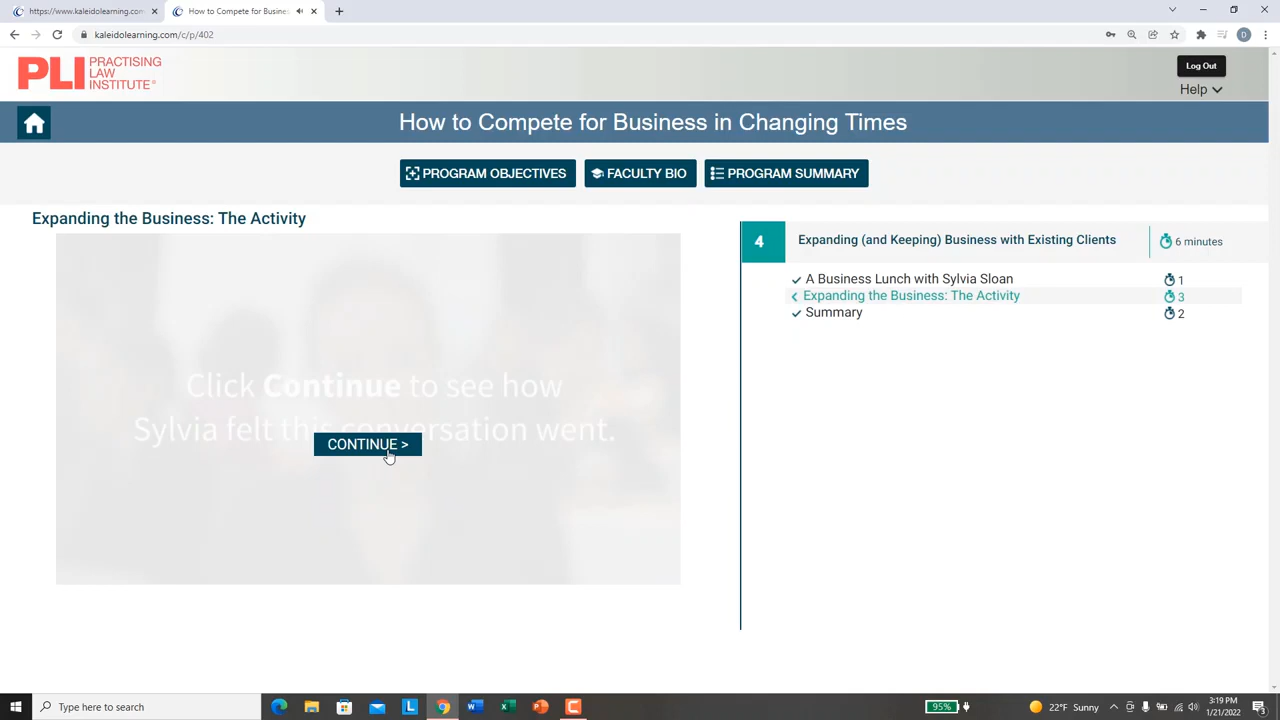 https://www.kaleidolearning.com/
How to Compete for Business
kaleidolearning.com/c/p/402
D
PLI PRACTISING
LAW
INSTITUTE®
Log Out
Help
How to Compete for Business in Changing Times
PROGRAM OBJECTIVES
FACULTY BIO
PROGRAM SUMMARY
Expanding the Business: The Activity
Click Continue to see how
Sylvia felt this conversation went.
CONTINUE >
4
Expanding (and Keeping) Business with Existing Clients
6 minutes
A Business Lunch with Sylvia Sloan
1
Expanding the Business: The Activity
3
Summary
2
Type here to search
95%
22°F Sunny
3:19 PM
1/21/2022
3